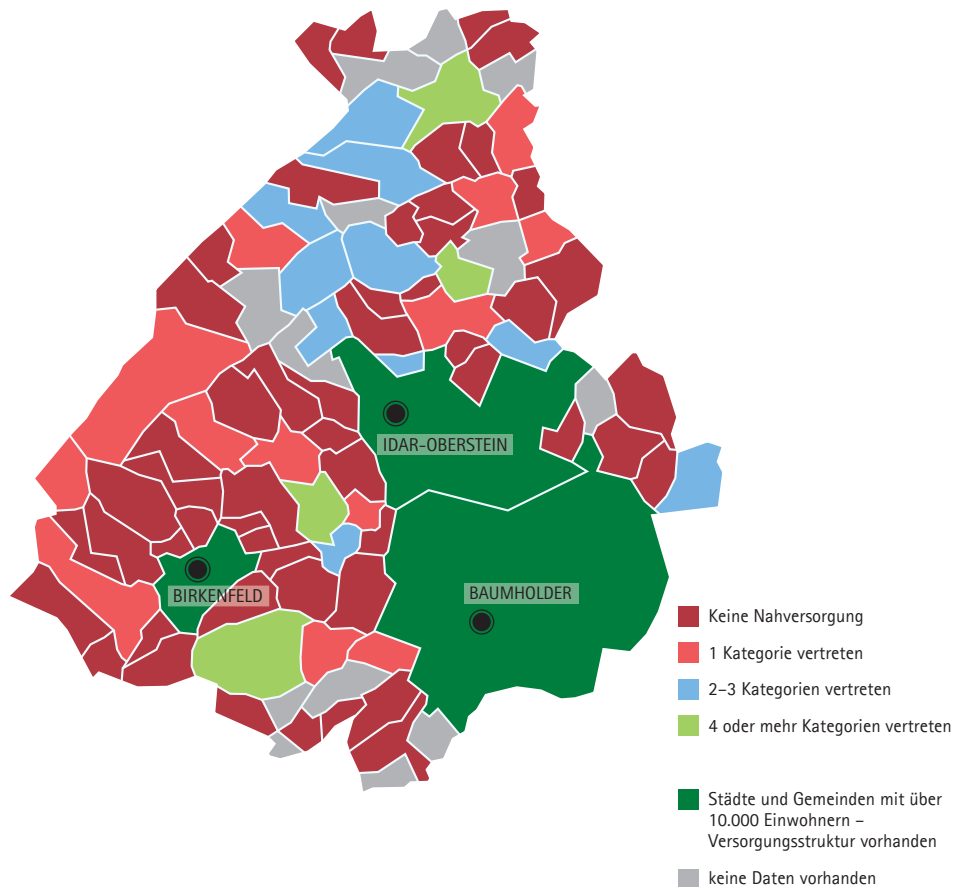 IDAR-OBERSTEIN
BIRKENFELD
BAUMHOLDER
Keine Nahversorgung
1 Kategorie vertreten
2–3 Kategorien vertreten
4 oder mehr Kategorien vertreten
Städte und Gemeinden mit über
10.000 Einwohnern –
Versorgungsstruktur vorhanden
keine Daten vorhanden